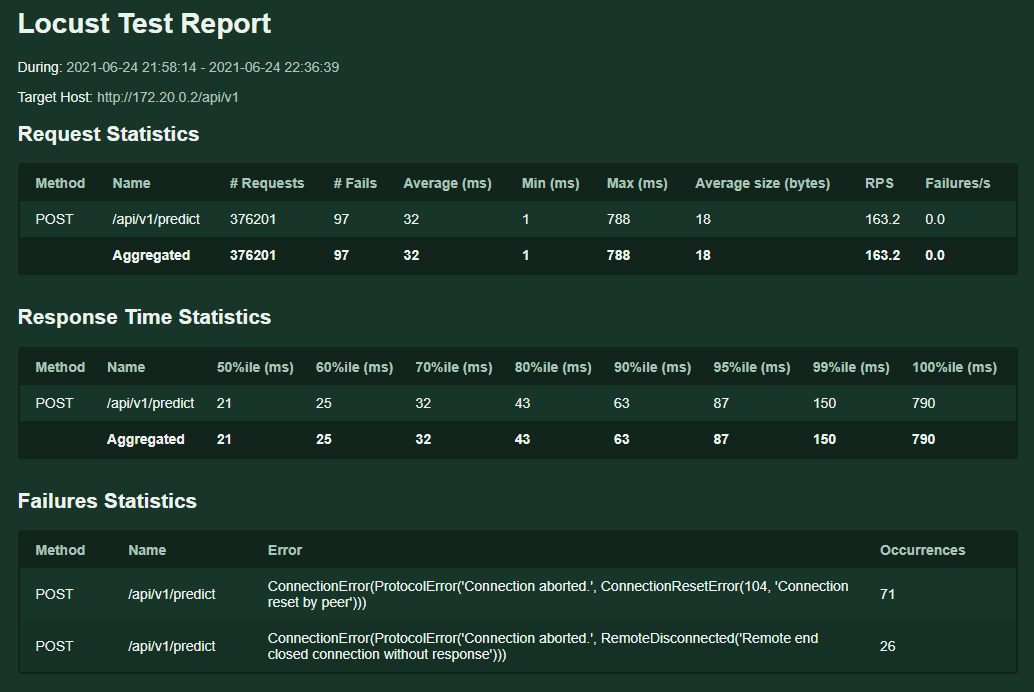 Locust Test Report
During: 2021-06-24 21:58:14 - 2021-06-24 22:36:39
Target Host: http://172.20.0.2/api/v1
Request Statistics
Method Name # Requests # Fails Average (ms) Min (ms) Max (ms) Average size (bytes) RPS Failures/s
POST /api/v1/predict 376201 97 32 1 788 18 163.2 0.0
Aggregated 376201 97 32 1 788 18 163.2 0.0
Response Time Statistics
Method Name 50%ile (ms) 60%ile (ms) 70%ile (ms) 80%ile (ms) 90%ile (ms) 95%ile (ms) 99%ile (ms) 100%ile (ms)
POST /api/v1/predict 21 25 32 43 63 87 150 790
Aggregated 21 25 32 43 63 87 150 790
Failures Statistics
Method Name Error Occurrences
POST /api/v1/predict ConnectionError(ProtocolError('Connection aborted.', ConnectionResetError(104, 'Connection
reset by peer'))) 71
POST /api/v1/predict ConnectionError(ProtocolError('Connection aborted.', RemoteDisconnected('Remote end
closed connection without response'))) 26